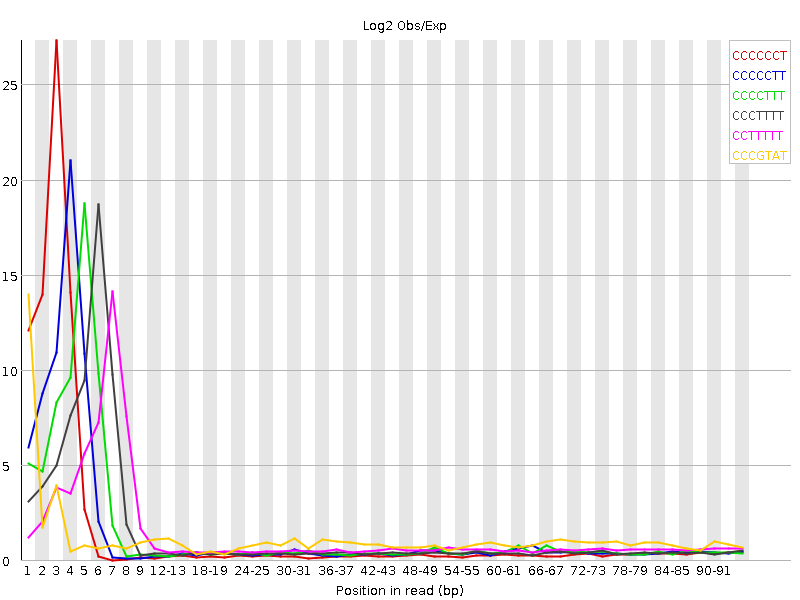 Log2 Obs/Exp
CCCCCCT
CCCCCTT
CCCCTTT
CCCTTTT
CCTTTTT
CCCGTAT
25
20
15
10
5
0
1 2 3 4 5 6 7 8 9 12-13 18-19 24-25 30-31 36-37 42-43 48-49 54-55 60-61 66-67 72-73 78-79 84-85 90-91
Position in read (bp)